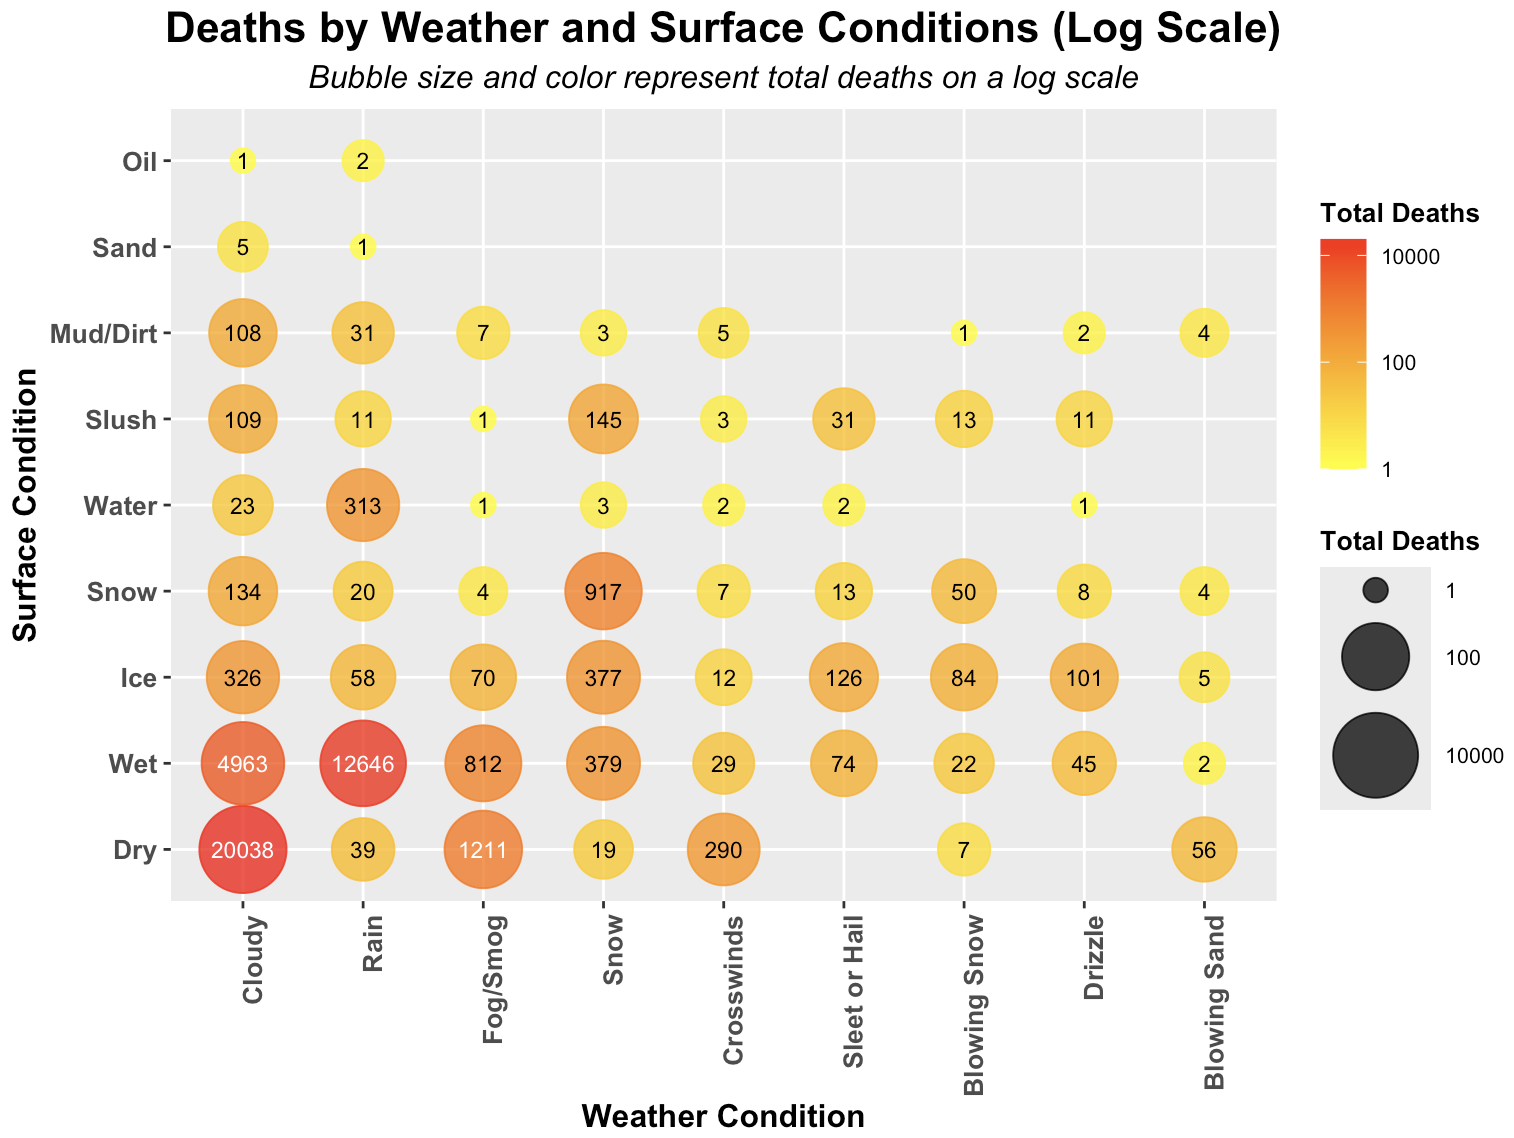 Deaths by Weather and Surface Conditions (Log Scale)
Bubble size and color represent total deaths on a log scale
Surface Condition
Oil 1 2
Sand 5 1
Mud/Dirt 108 31 7 3 5 1 2 4
Slush 109 11 1 145 3 31 13 11
Water 23 313 1 3 2 2 1
Snow 134 20 4 917 7 13 50 8 4
Ice 326 58 70 377 12 126 84 101 5
Wet 4963 12646 812 379 29 74 22 45 2
Dry 20038 39 1211 19 290 7 56
Cloudy
Rain
Fog/Smog
Snow
Crosswinds
Sleet or Hail
Blowing Snow
Drizzle
Blowing Sand
Weather Condition
Total Deaths
10000
100
1
Total Deaths
1
100
10000